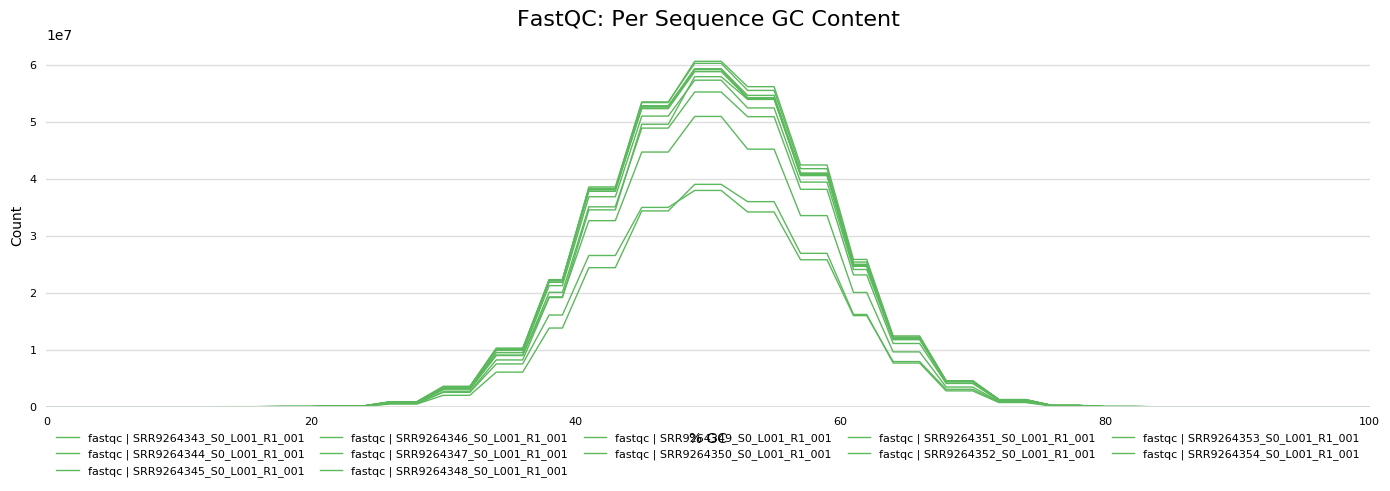 FastQC: Per Sequence GC Content
1e7
6
5
4
3
2
1
0
Count
0 20 40 60 80 100
% GC
fastqc | SRR9264343_S0_L001_R1_001 fastqc | SRR9264346_S0_L001_R1_001 fastqc | SRR9264349_S0_L001_R1_001 fastqc | SRR9264351_S0_L001_R1_001 fastqc | SRR9264353_S0_L001_R1_001
fastqc | SRR9264344_S0_L001_R1_001 fastqc | SRR9264347_S0_L001_R1_001 fastqc | SRR9264350_S0_L001_R1_001 fastqc | SRR9264352_S0_L001_R1_001 fastqc | SRR9264354_S0_L001_R1_001
fastqc | SRR9264345_S0_L001_R1_001 fastqc | SRR9264348_S0_L001_R1_001